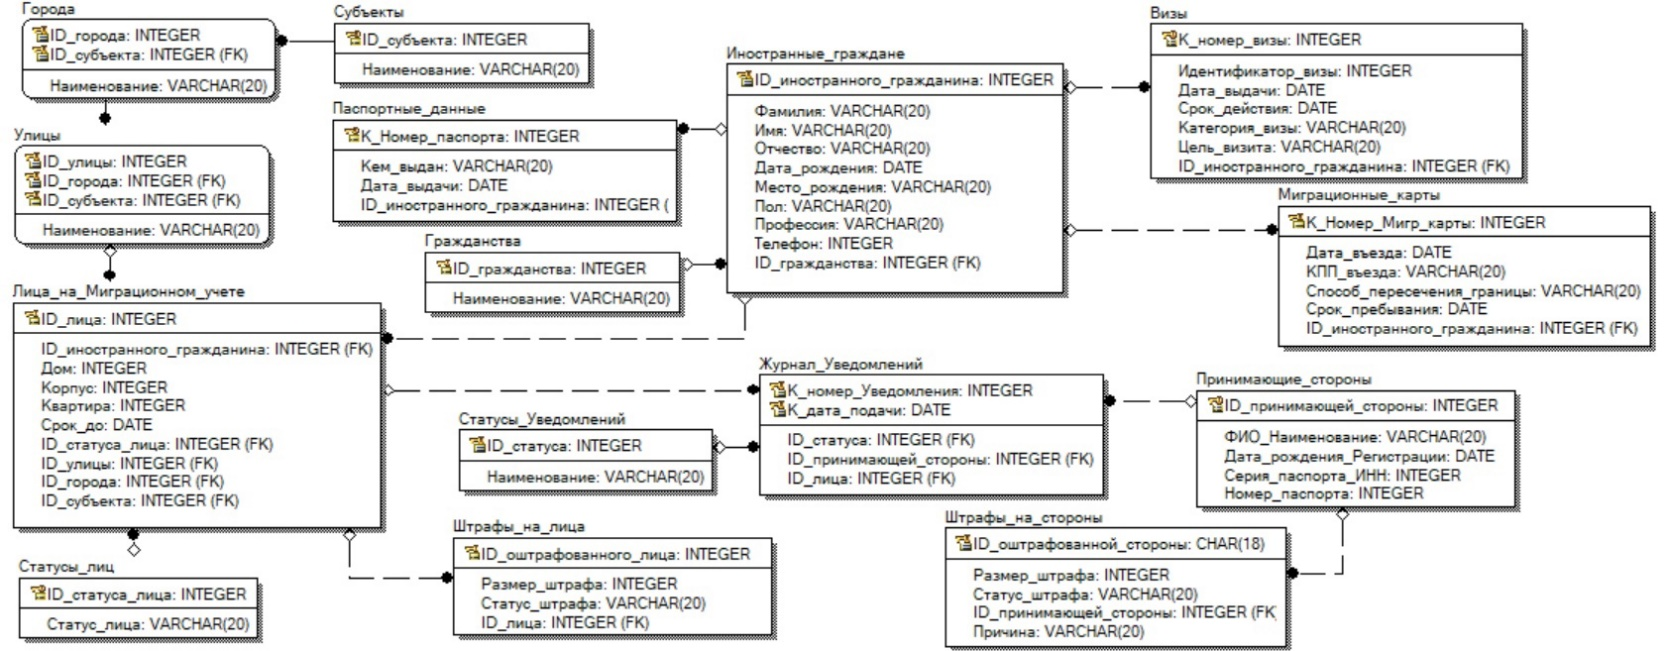 Города
ID_города: INTEGER
ID_субъекта: INTEGER (FK)
Наименование: VARCHAR(20)
Субъекты
ID_субъекта: INTEGER
Наименование: VARCHAR(20)
Улицы
ID_улицы: INTEGER
ID_города: INTEGER (FK)
ID_субъекта: INTEGER (FK)
Наименование: VARCHAR(20)
Паспортные_данные
K_Номер_паспорта: INTEGER
Кем_выдан: VARCHAR(20)
Дата_выдачи: DATE
ID_иностранного_гражданина: INTEGER (
Гражданства
ID_гражданства: INTEGER
Наименование: VARCHAR(20)
Иностранные_граждане
ID_иностранного_гражданина: INTEGER
Фамилия: VARCHAR(20)
Имя: VARCHAR(20)
Отчество: VARCHAR(20)
Дата_рождения: DATE
Место_рождения: VARCHAR(20)
Пол: VARCHAR(20)
Профессия: VARCHAR(20)
Телефон: INTEGER
ID_гражданства: INTEGER (FK)
Визы
K_номер_визы: INTEGER
Идентификатор_визы: INTEGER
Дата_выдачи: DATE
Срок_действия: DATE
Категория_визы: VARCHAR(20)
Цель_визита: VARCHAR(20)
ID_иностранного_гражданина: INTEGER (FK)
Миграционные_карты
K_Номер_Мигр_карты: INTEGER
Дата_въезда: DATE
КПП_въезда: VARCHAR(20)
Способ_пересечения_границы: VARCHAR(20)
Срок_пребывания: DATE
ID_иностранного_гражданина: INTEGER (FK)
Лица_на_Миграционном_учете
ID_лица: INTEGER
ID_иностранного_гражданина: INTEGER (FK)
Дом: INTEGER
Корпус: INTEGER
Квартира: INTEGER
Срок_до: DATE
ID_статуса_лица: INTEGER (FK)
ID_улицы: INTEGER (FK)
ID_города: INTEGER (FK)
ID_субъекта: INTEGER (FK)
Журнал_Уведомлений
K_номер_Уведомления: INTEGER
K_дата_подачи: DATE
ID_статуса: INTEGER (FK)
ID_принимающей_стороны: INTEGER (FK)
ID_лица: INTEGER (FK)
Статусы_Уведомлений
ID_статуса: INTEGER
Наименование: VARCHAR(20)
Принимающие_стороны
ID_принимающей_стороны: INTEGER
ФИО_Наименование: VARCHAR(20)
Дата_рождения_Регистрации: DATE
Серия_паспорта_ИНН: INTEGER
Номер_паспорта: INTEGER
Статусы_лиц
ID_статуса_лица: INTEGER
Статус_лица: VARCHAR(20)
Штрафы_на_лица
ID_оштрафованного_лица: INTEGER
Размер_штрафа: INTEGER
Статус_штрафа: VARCHAR(20)
ID_лица: INTEGER (FK)
Штрафы_на_стороны
ID_оштрафованной_стороны: CHAR(18)
Размер_штрафа: INTEGER
Статус_штрафа: VARCHAR(20)
ID_принимающей_стороны: INTEGER (FK
Причина: VARCHAR(20)